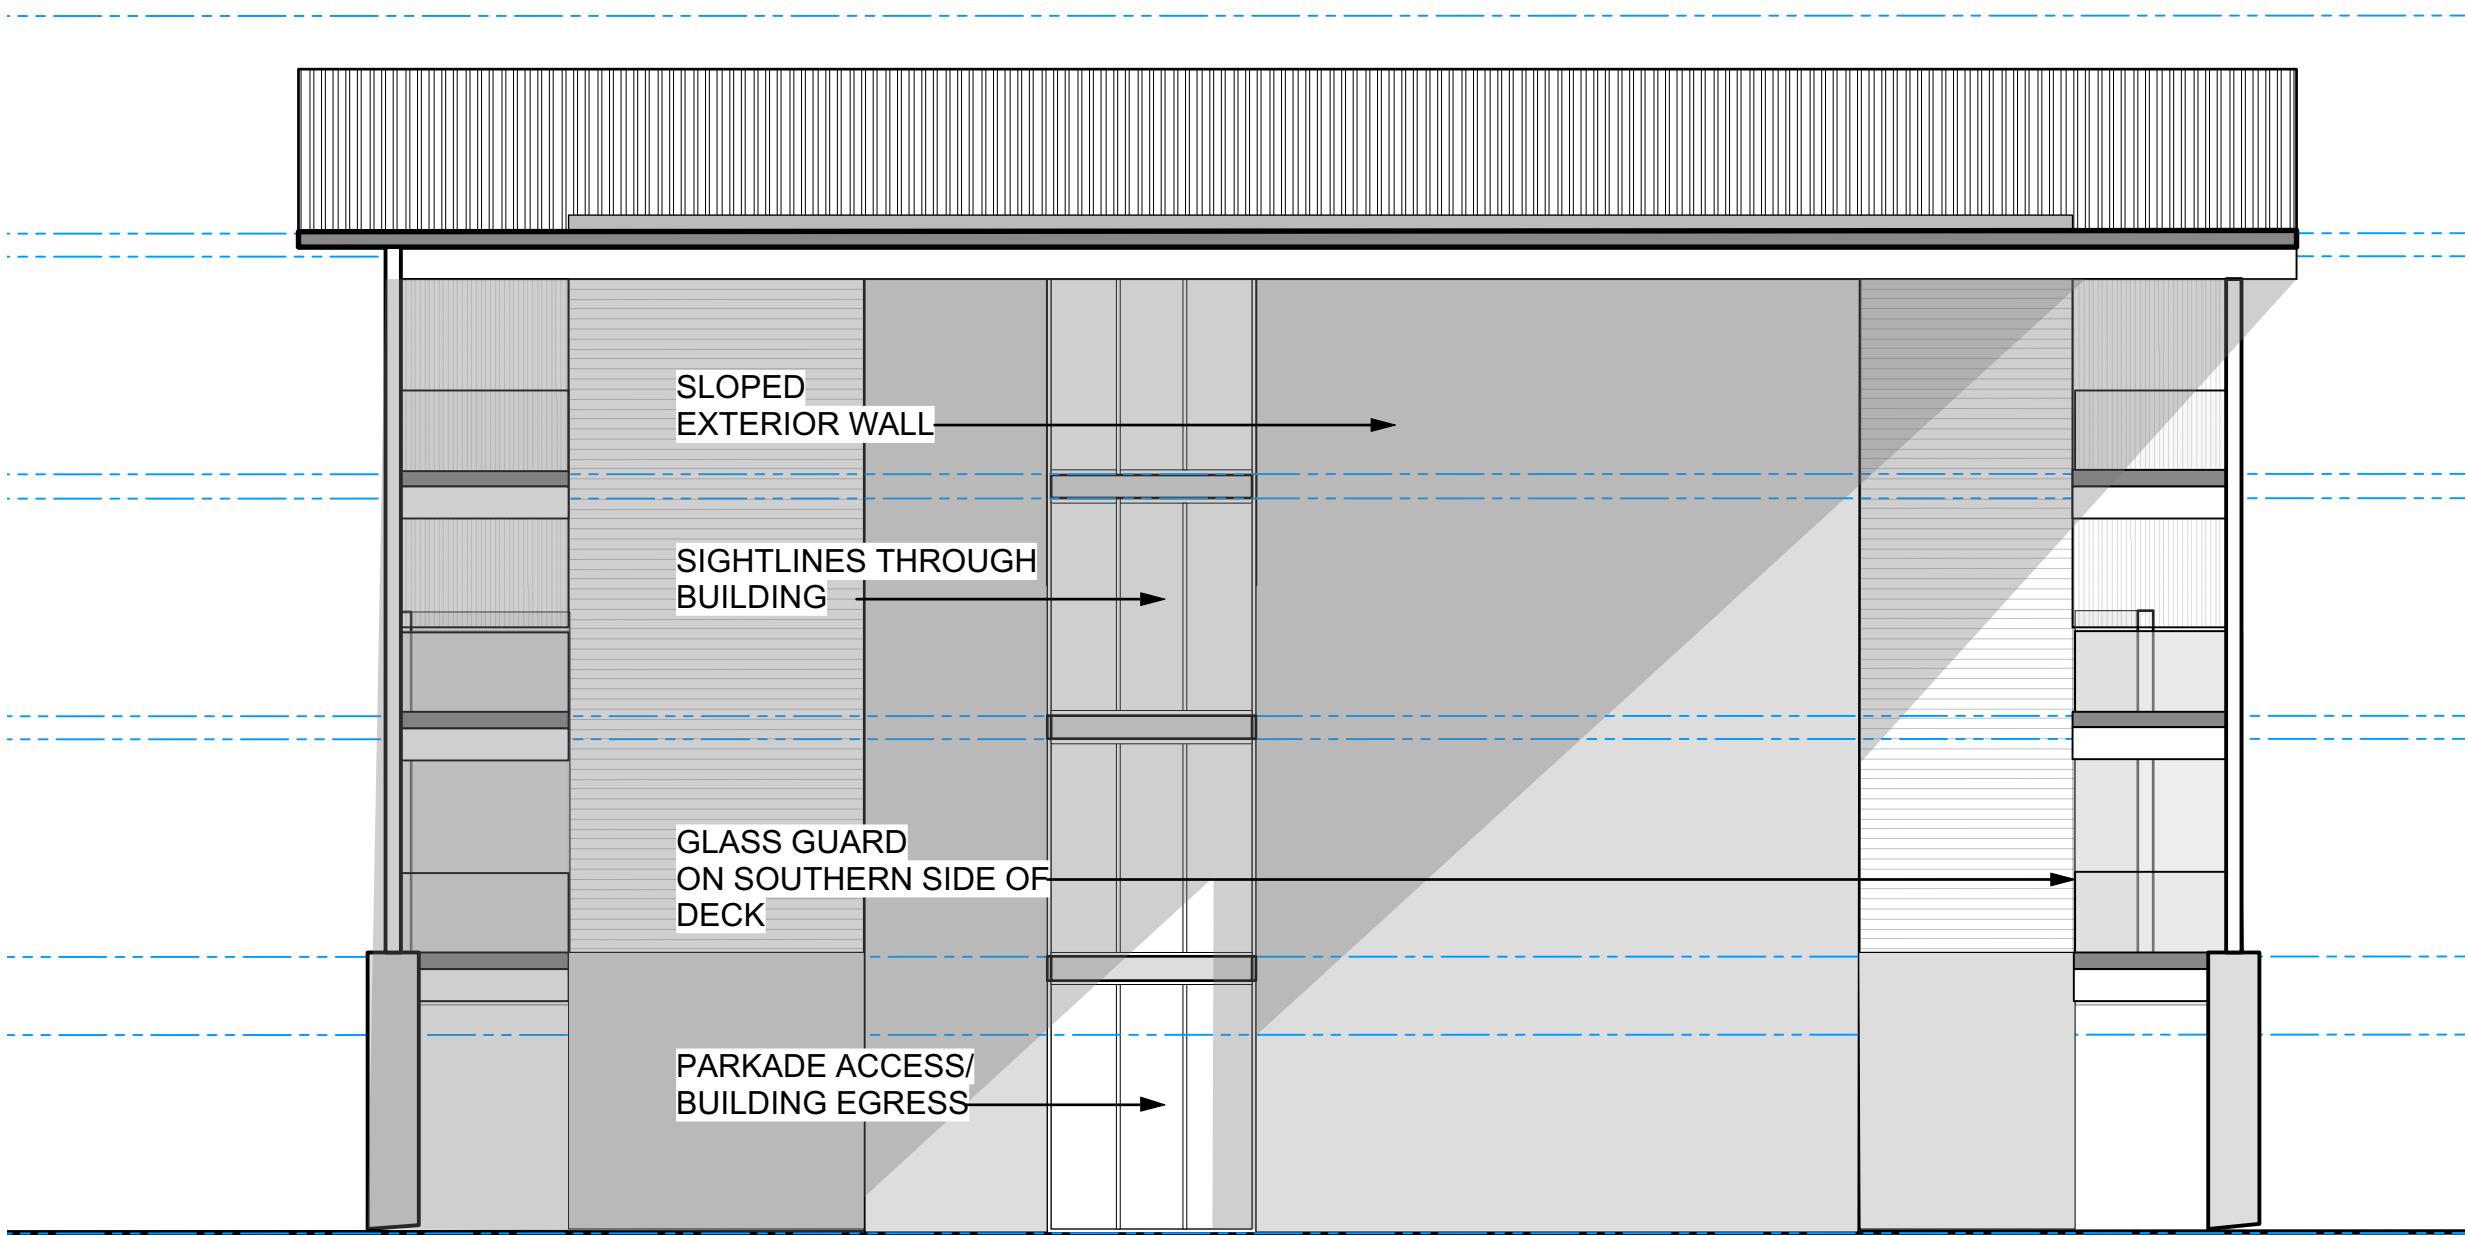 SLOPED
EXTERIOR WALL
SIGHTLINES THROUGH
BUILDING
GLASS GUARD
ON SOUTHERN SIDE OF
DECK
PARKADE ACCESS/
BUILDING EGRESS